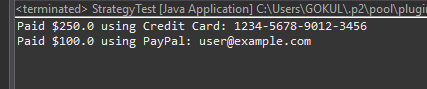 <terminated> StrategyTest [Java Application] C:\Users\GOKUL\.p2\pool\plugin
Paid $250.0 using Credit Card: 1234-5678-9012-3456
Paid $100.0 using PayPal: user@example.com